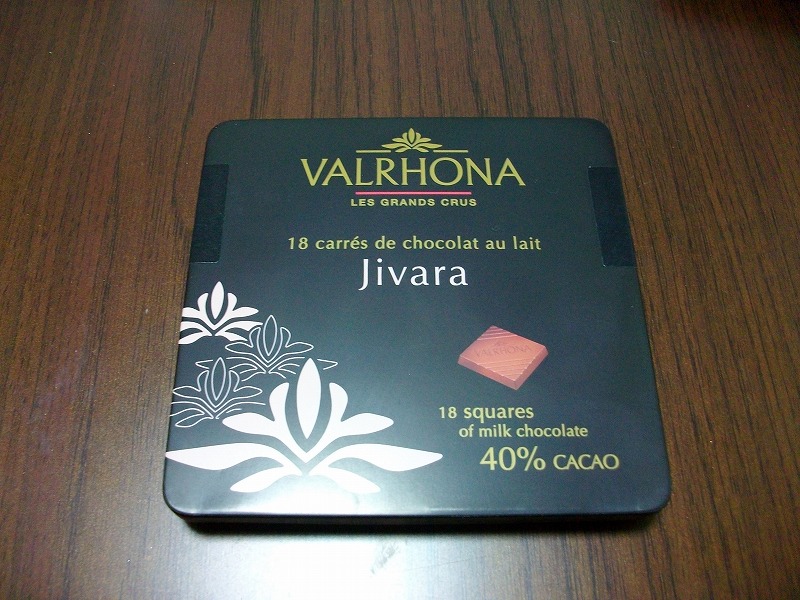 VALRHONA
LES GRANDS CRUS
18 carrés de chocolat au lait
Jivara
VALRHONA
18 squares
of milk chocolate
40% CACAO